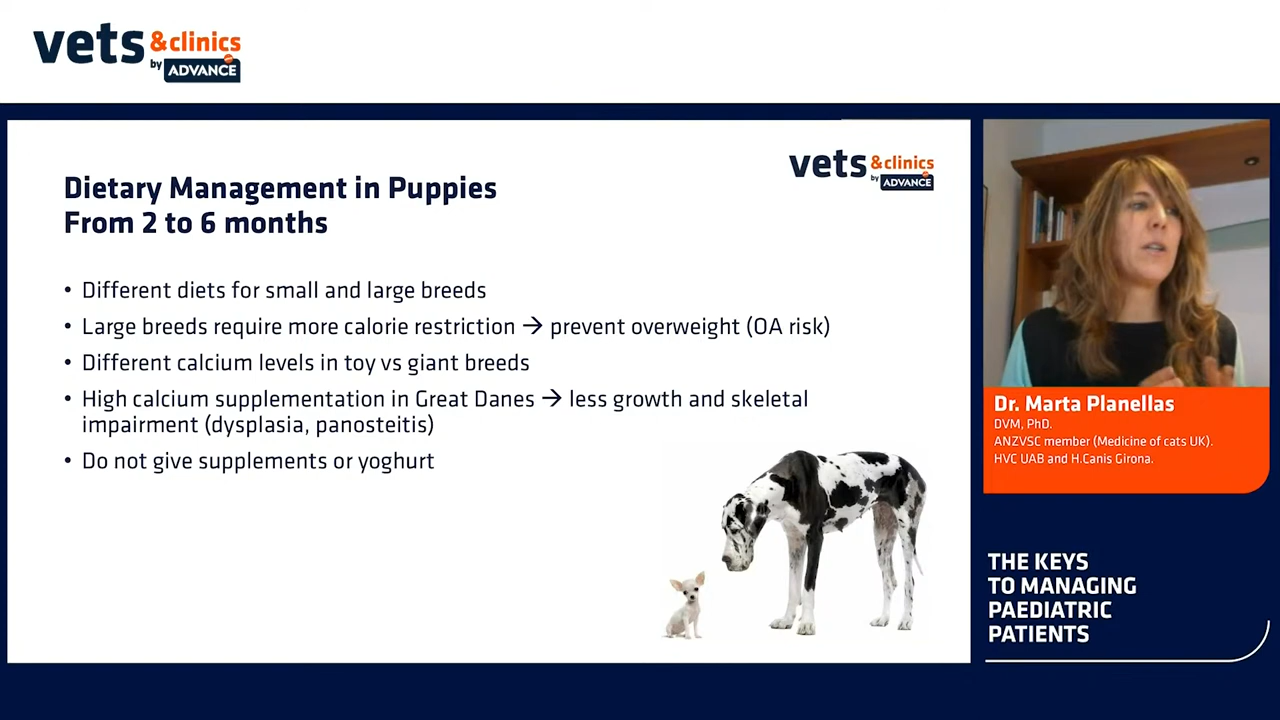 vets &clinics
by ADVANCE
vets &clinics
by ADVANCE
Dietary Management in Puppies
From 2 to 6 months
• Different diets for small and large breeds
• Large breeds require more calorie restriction → prevent overweight (OA risk)
• Different calcium levels in toy vs giant breeds
• High calcium supplementation in Great Danes → less growth and skeletal
impairment (dysplasia, panosteitis)
• Do not give supplements or yoghurt
Dr. Marta Planellas
DVM, PhD.
ANZVSC member (Medicine of cats UK).
HVC UAB and H.Canis Girona.
THE KEYS
TO MANAGING
PAEDIATRIC
PATIENTS